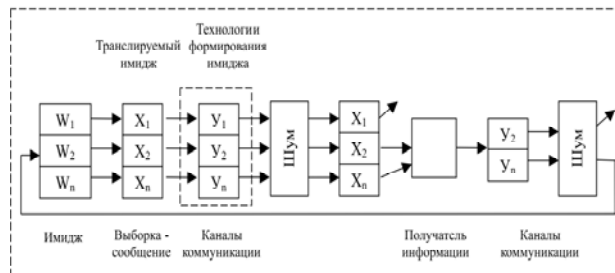 Технологии
Транслируемый формирования
имидж имиджа
W1 X1 У1 Шум X1
W2 X2 У2 X2 У2 Шум
Wn Xn Уn Xn Уn
Имидж Выборка - Каналы Получатель Каналы
сообщение коммуникации информации коммуникации